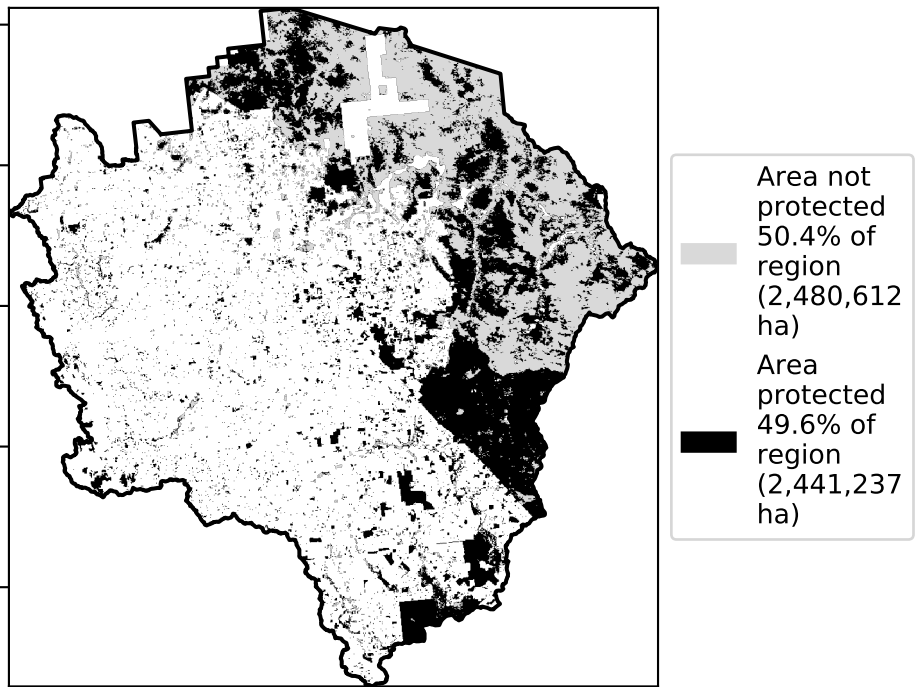 Area not
protected
50.4% of
region
(2,480,612
ha)
Area
protected
49.6% of
region
(2,441,237
ha)